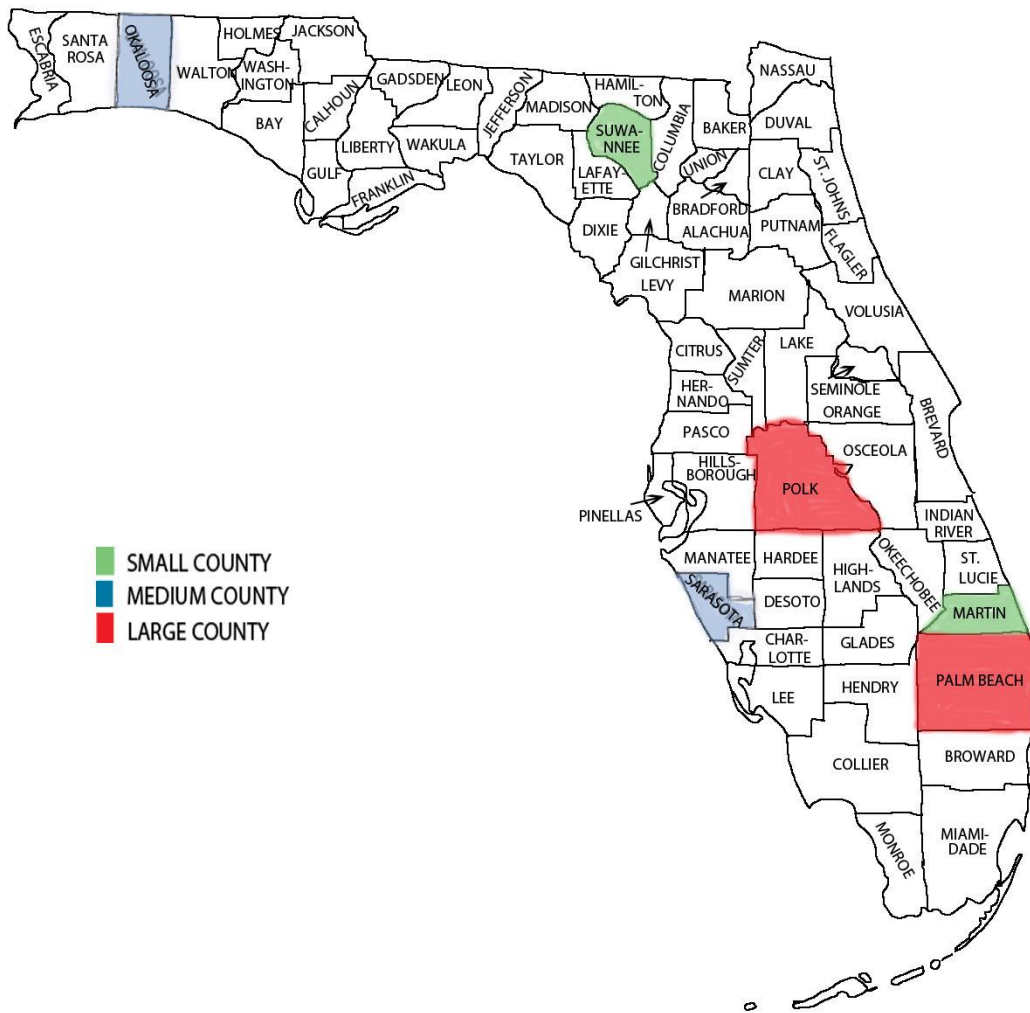 ESCABRIA
SANTA
ROSA
OKALOOSA
WALTON
HOLMES
WASH-
INGTON
JACKSON
BAY
CALHOUN
GULF
GADSDEN
LIBERTY
FRANKLIN
LEON
WAKULA
JEFFERSON
MADISON
TAYLOR
HAMIL-
TON
SUWA-
NNEE
LAFAY-
ETTE
DIXIE
COLUMBIA
BAKER
UNION
NASSAU
DUVAL
CLAY
ST. JOHNS
BRADFORD
ALACHUA
PUTNAM
FLAGLER
GILCHRIST
LEVY
MARION
VOLUSIA
CITRUS
SUMTER
LAKE
HER-
NANDO
SEMINOLE
ORANGE
BREVARD
PASCO
HILLS-
BOROUGH
POLK
OSCEOLA
PINELLAS
INDIAN
RIVER
MANATEE
HARDEE
HIGH-
LANDS
OKEECHOBEE
ST.
LUCIE
SARASOTA
DESOTO
MARTIN
CHAR-
LOTTE
GLADES
LEE
HENDRY
PALM BEACH
COLLIER
BROWARD
MONROE
MIAMI-
DADE
SMALL COUNTY
MEDIUM COUNTY
LARGE COUNTY